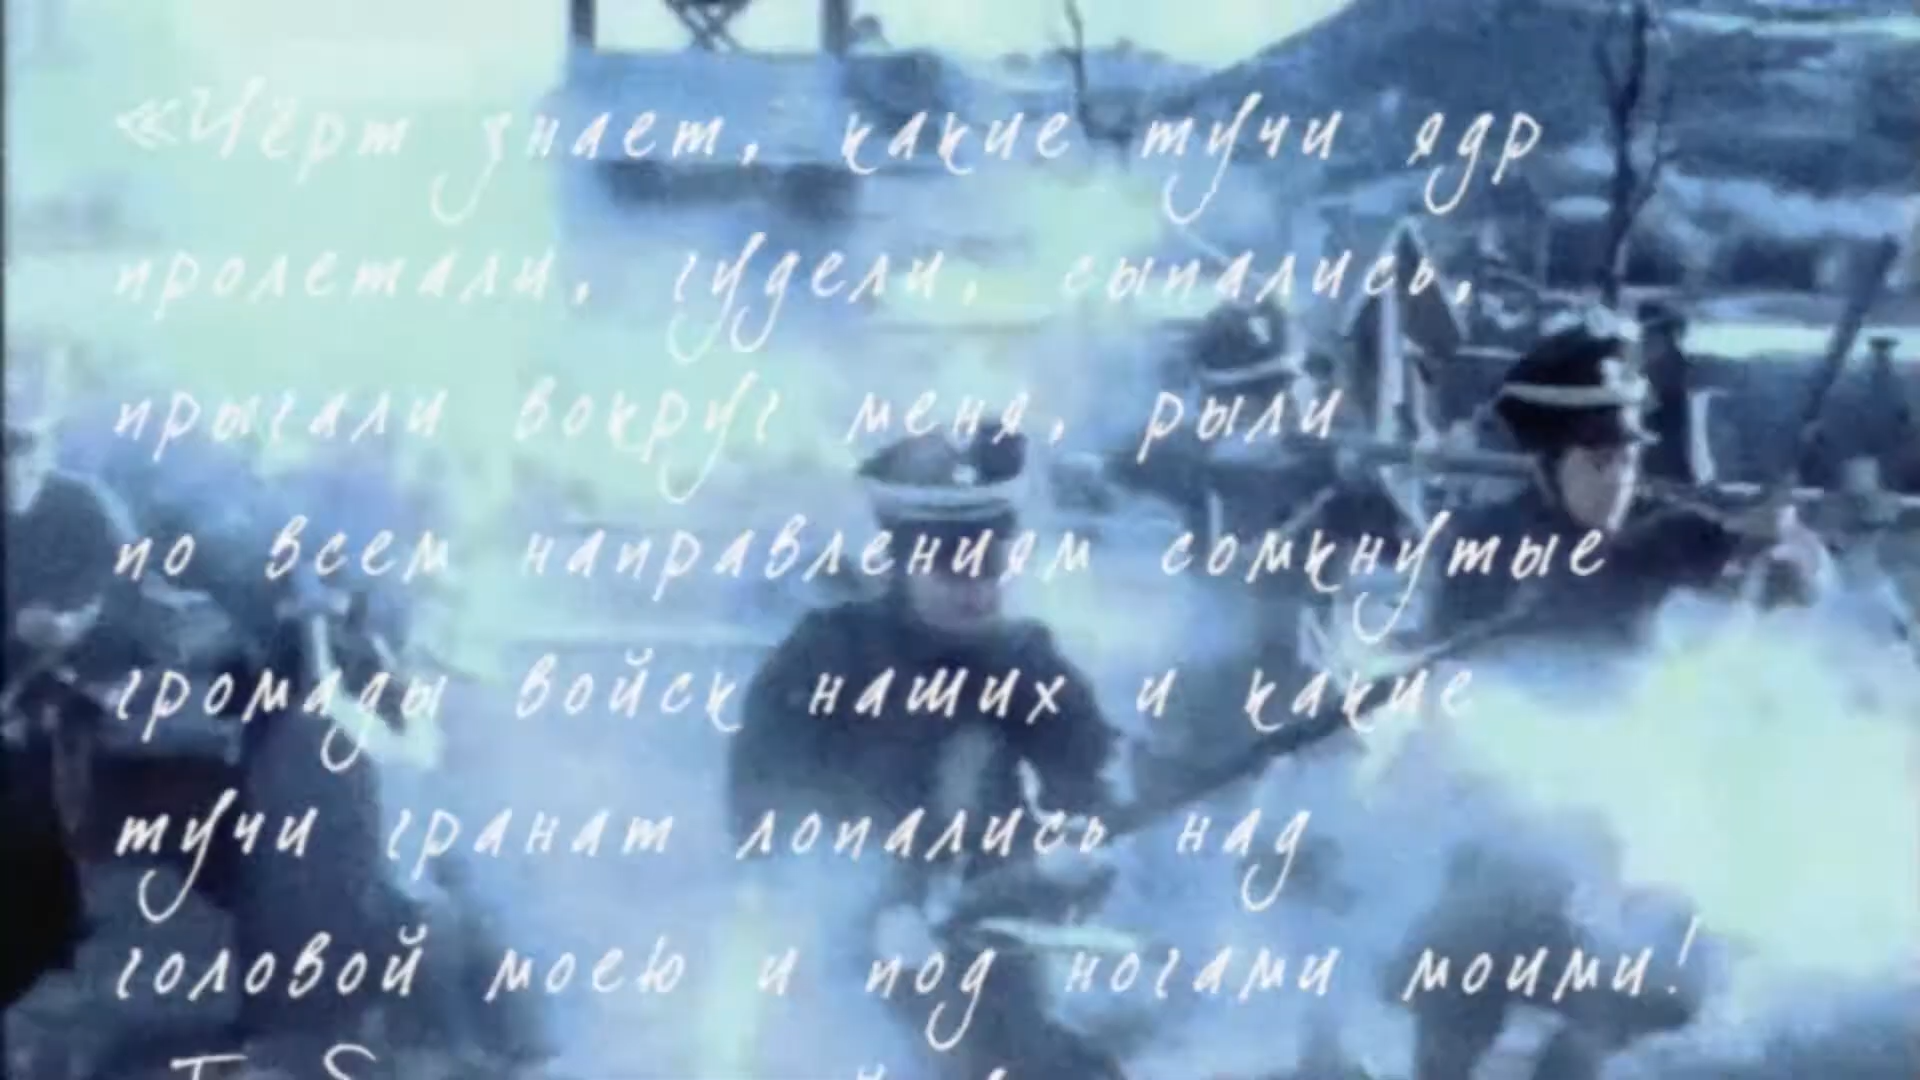 «Чёрт знает, какие тучи ядр
пролетали, гудели, сыпались,
прыгали вокруг меня, рыли
по всем направлениям сомкнутые
громады войск наших и какие
тучи гранат лопались над
головой моею и под ногами моими!